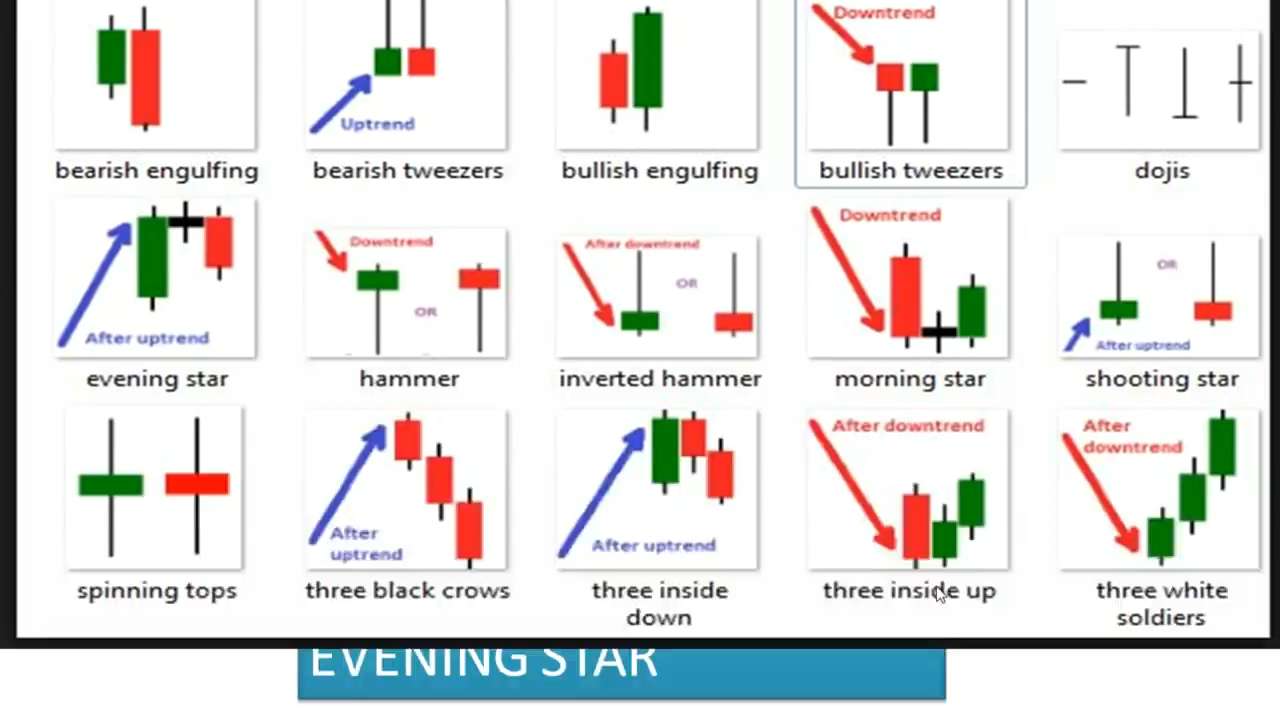 Downtrend
Uptrend
bearish engulfing
bearish tweezers
bullish engulfing
bullish tweezers
dojis
After uptrend
Downtrend
OR
After downtrend
OR
Downtrend
OR
After uptrend
evening star
hammer
inverted hammer
morning star
shooting star
After
uptrend
After uptrend
After downtrend
After
downtrend
spinning tops
three black crows
three inside
down
three inside up
three white
soldiers
EVENING STAR